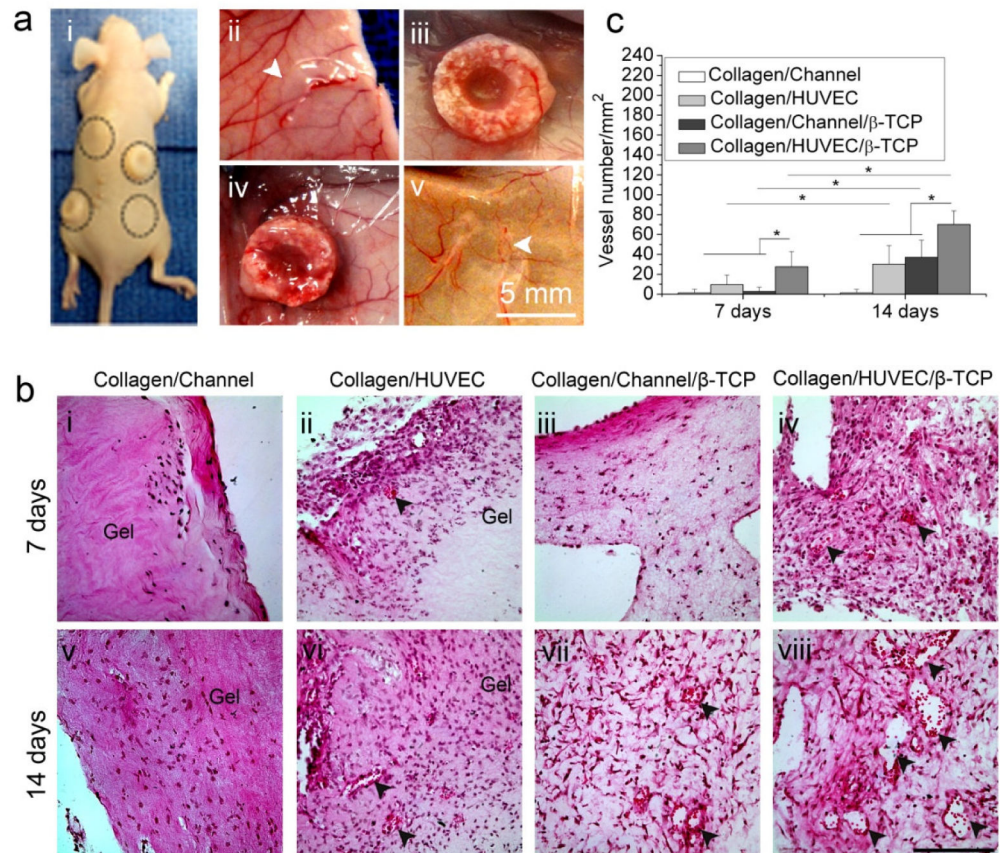 a
i
ii
iii
iv
v
5 mm
c
240
220
200
180
160
140
120
100
80
60
40
20
0
Vessel number/mm²
Collagen/Channel
Collagen/HUVEC
Collagen/Channel/β-TCP
Collagen/HUVEC/β-TCP
*
*
*
*
*
7 days
14 days
b
Collagen/Channel
Collagen/HUVEC
Collagen/Channel/β-TCP
Collagen/HUVEC/β-TCP
7 days
i
Gel
ii
Gel
iii
iv
14 days
v
Gel
vi
Gel
vii
viii